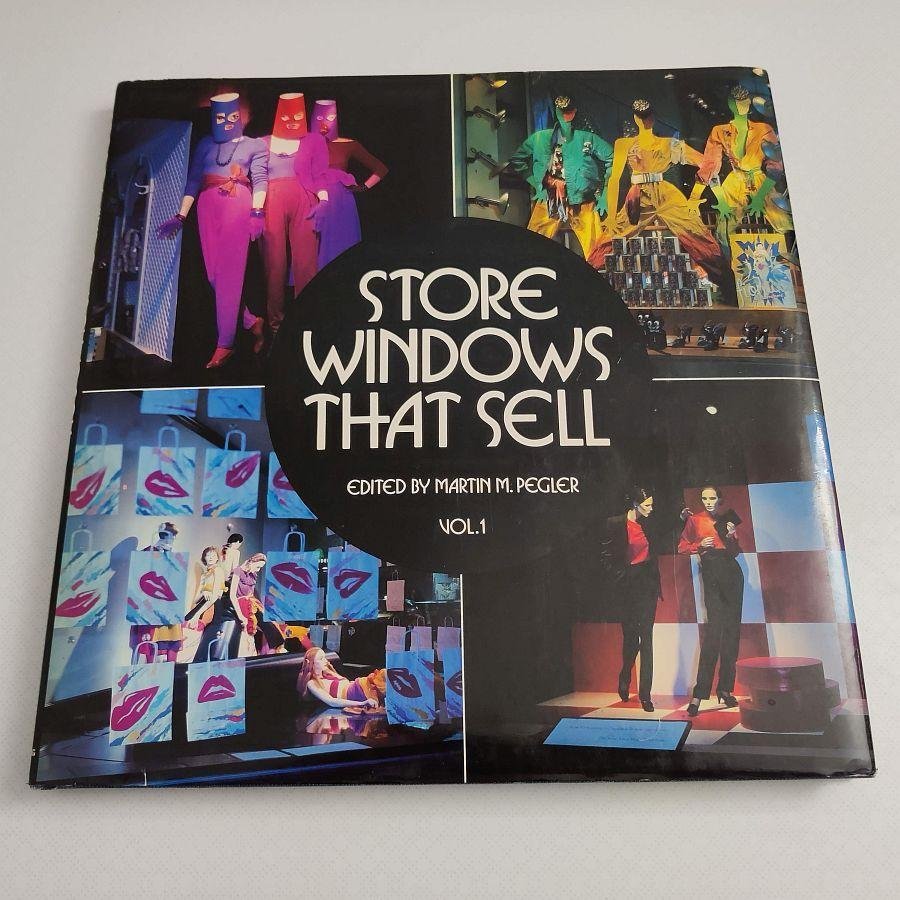 STORE
WINDOWS
THAT SELL
EDITED BY MARTIN M. PEGLER
VOL.1